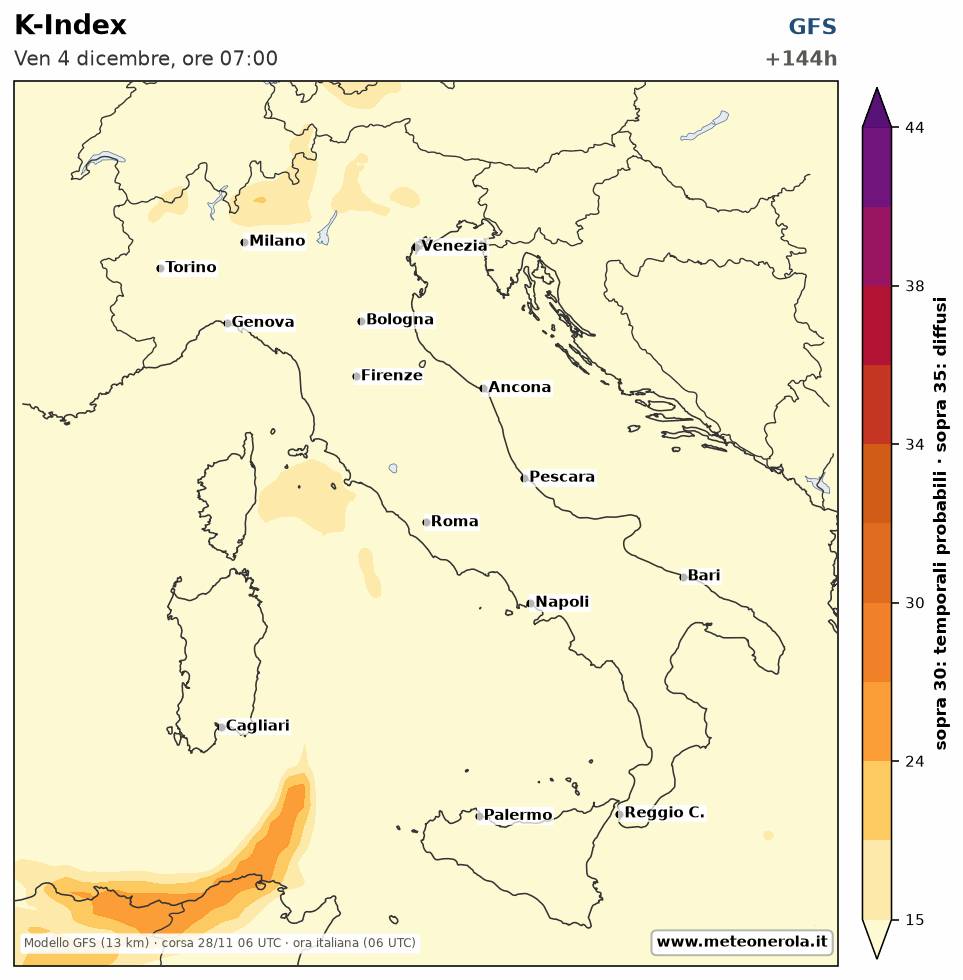 K-Index
GFS
Ven 4 dicembre, ore 07:00
+144h
44
38
34
30
24
15
sopra 30: temporali probabili · sopra 35: diffusi
Milano
Venezia
Torino
Genova
Bologna
Firenze
Ancona
Pescara
Roma
Bari
Napoli
Cagliari
Palermo
Reggio C.
Modello GFS (13 km) · corsa 28/11 06 UTC · ora italiana (06 UTC)
www.meteonerola.it